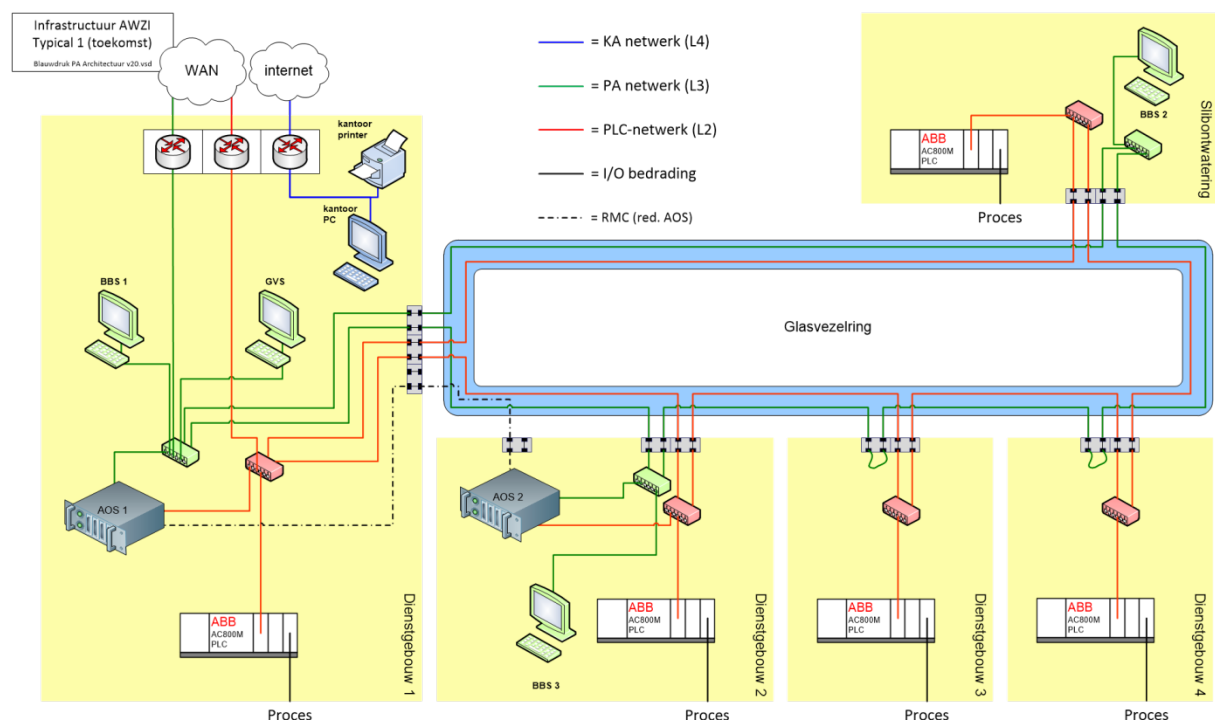 Infrastructuur AWZI
Typical 1 (toekomst)
Blauwdruk PA Architectuur v20.vsd
WAN
internet
kantoor
printer
kantoor
PC
BBS 1
GVS
AOS 1
ABB
AC800M
PLC
Proces
Dienstgebouw 1
= KA netwerk (L4)
= PA netwerk (L3)
= PLC-netwerk (L2)
= I/O bedrading
= RMC (red. AOS)
ABB
AC800M
PLC
Proces
BBS 2
Slibontwatering
Glasvezelring
AOS 2
BBS 3
ABB
AC800M
PLC
Proces
Dienstgebouw 2
ABB
AC800M
PLC
Proces
Dienstgebouw 3
ABB
AC800M
PLC
Proces
Dienstgebouw 4